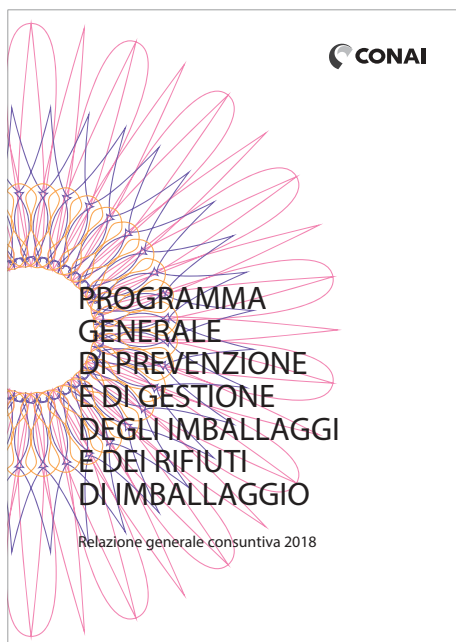 CONAI
PROGRAMMA
GENERALE
DI PREVENZIONE
E DI GESTIONE
DEGLI IMBALLAGGI
E DEI RIFIUTI
DI IMBALLAGGIO
Relazione generale consuntiva 2018